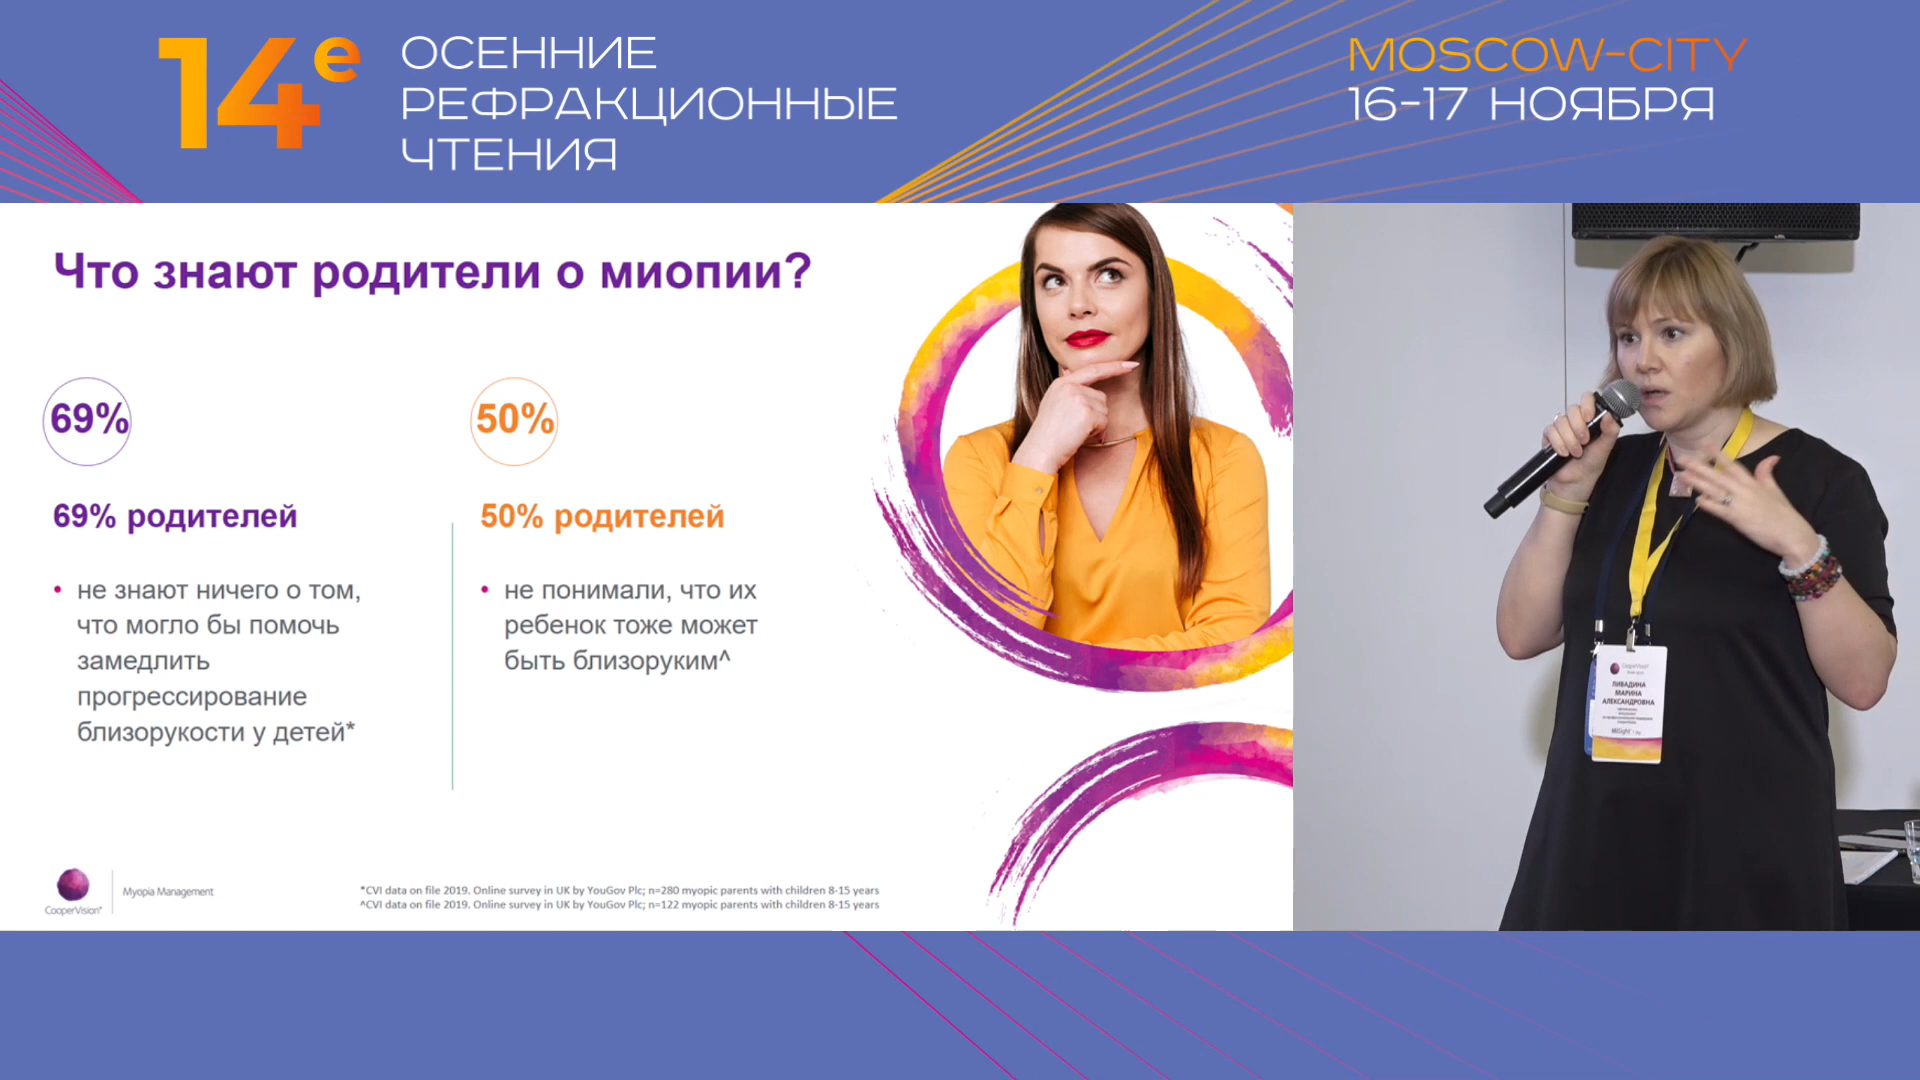 14е
ОСЕННИЕ
РЕФРАКЦИОННЫЕ
ЧТЕНИЯ
MOSCOW-CITY
16-17 НОЯБРЯ
Что знают родители о миопии?
69%
69% родителей
• не знают ничего о том,
что могло бы помочь
замедлить
прогрессирование
близорукости у детей*
50%
50% родителей
• не понимали, что их
ребенок тоже может
быть близоруким^
CooperVision®
Myopia Management
*CVI data on file 2019. Online survey in UK by YouGov Plc; n=280 myopic parents with children 8-15 years
^CVI data on file 2019. Online survey in UK by YouGov Plc; n=122 myopic parents with children 8-15 years
CooperVision
ЛИВАДИНА
МАРИНА
АЛЕКСАНДРОВНА
MiSight 1 day